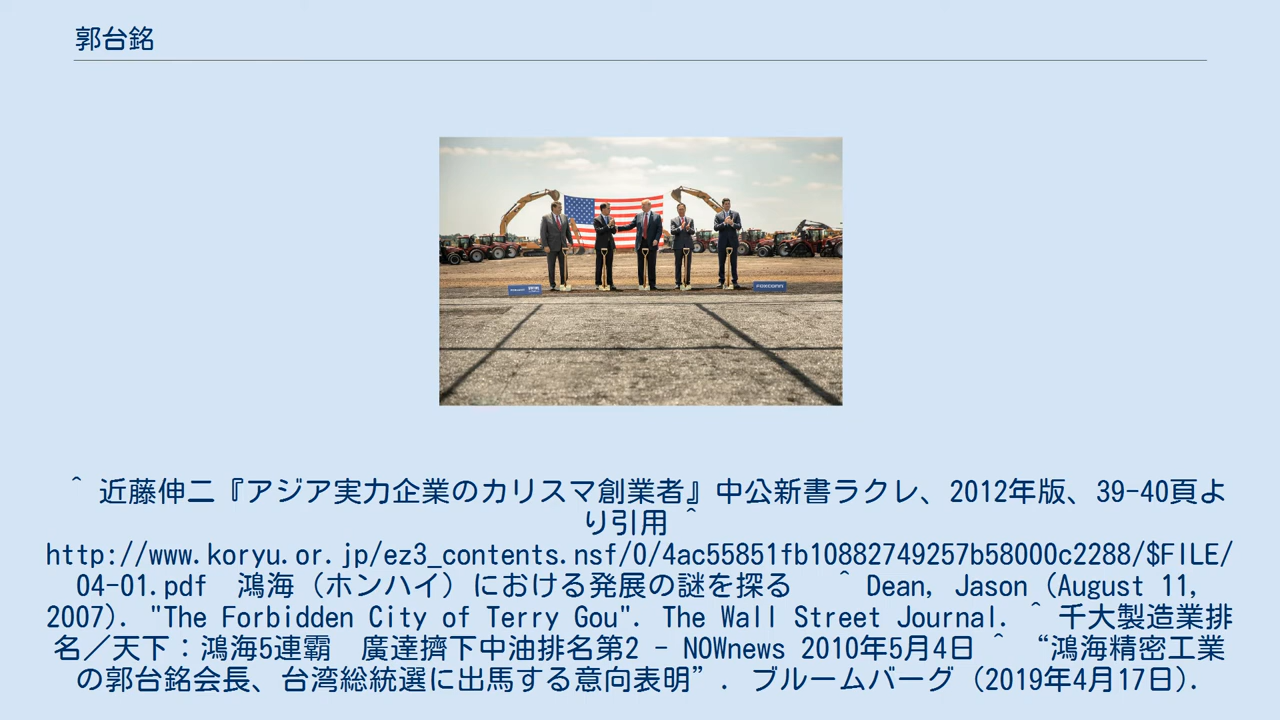 郭台銘
FOXCONN
FOXCONN
＾ 近藤伸二『アジア実力企業のカリスマ創業者』中公新書ラクレ、2012年版、39-40頁よ
り引用 ＾
http://www.koryu.or.jp/ez3_contents.nsf/0/4ac55851fb10882749257b58000c2288/$FILE/
04-01.pdf　鴻海（ホンハイ）における発展の謎を探る　 ＾ Dean, Jason (August 11,
2007). "The Forbidden City of Terry Gou". The Wall Street Journal. ＾ 千大製造業排
名／天下：鴻海5連霸　廣達擠下中油排名第2 - NOWnews 2010年5月4日 ＾　“鴻海精密工業
の郭台銘会長、台湾総統選に出馬する意向表明”. ブルームバーグ (2019年4月17日).